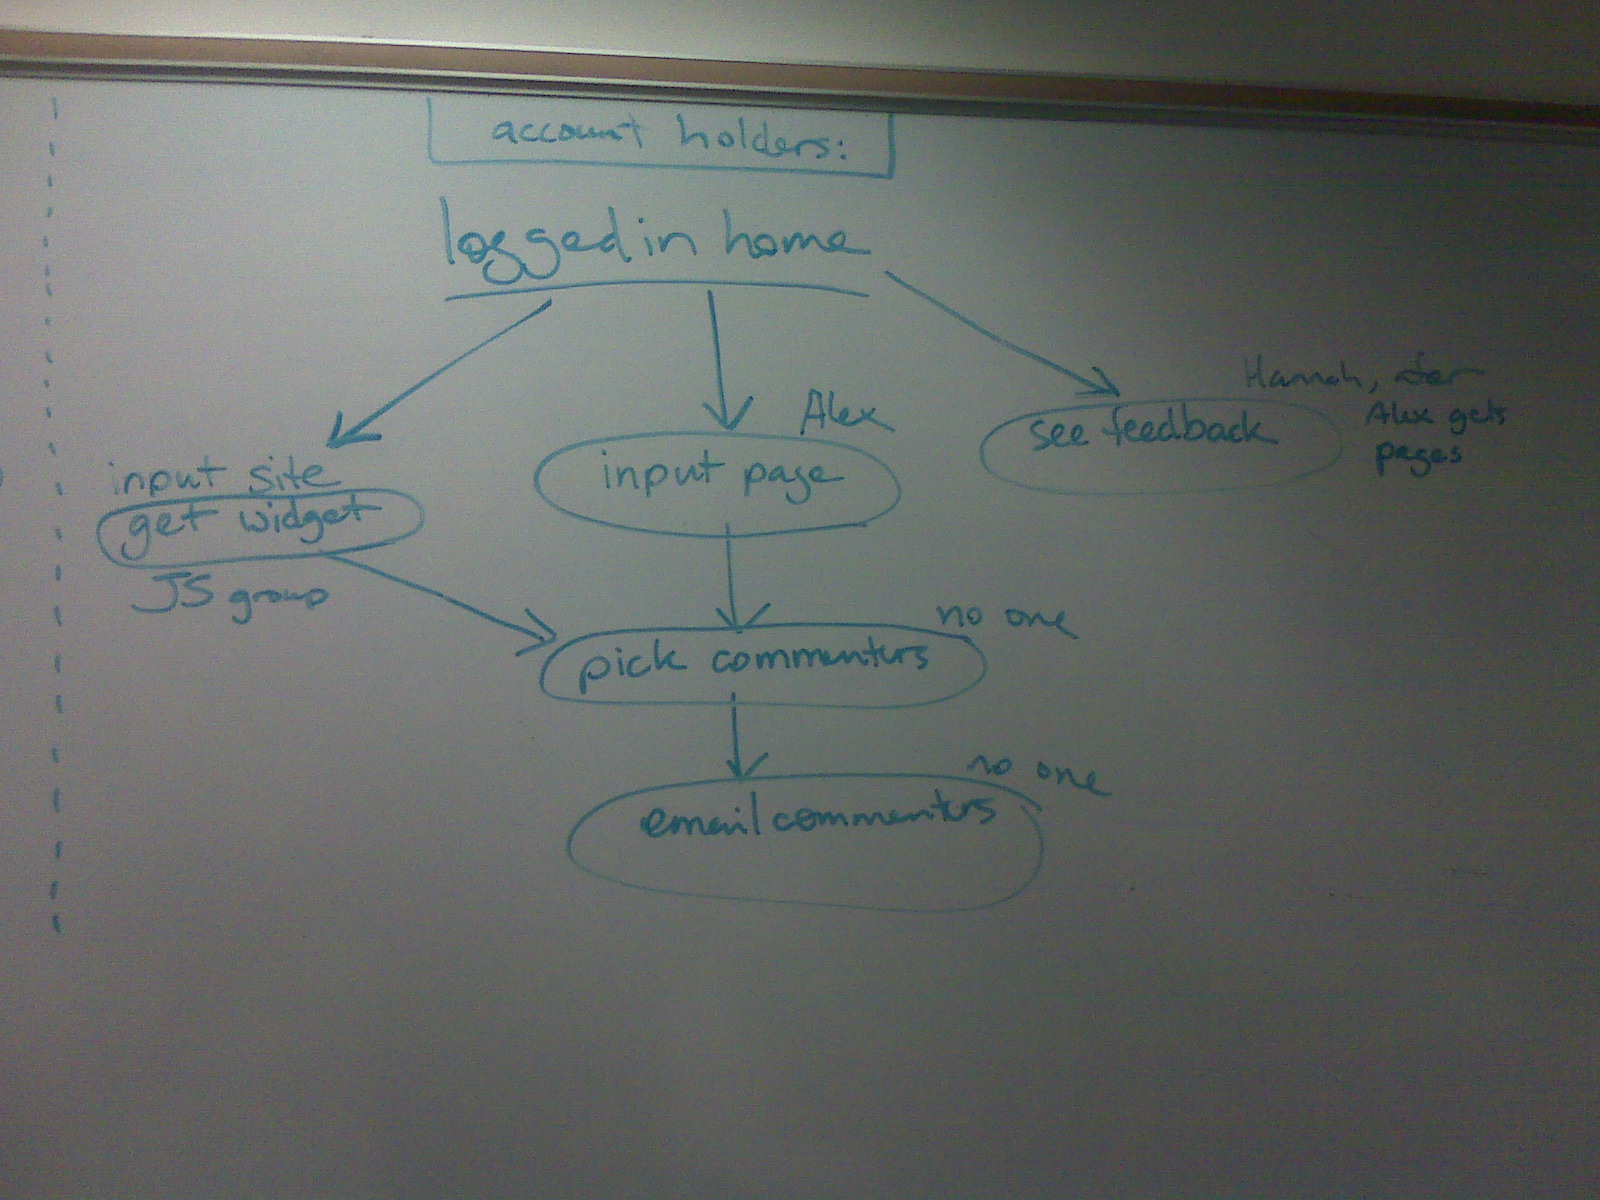 account holders:
logged in home
Hannah, after
Alex gets
pages
Alex
see feedback
input site
get widget
JS group
input page
no one
pick commenters
no one
email commenters